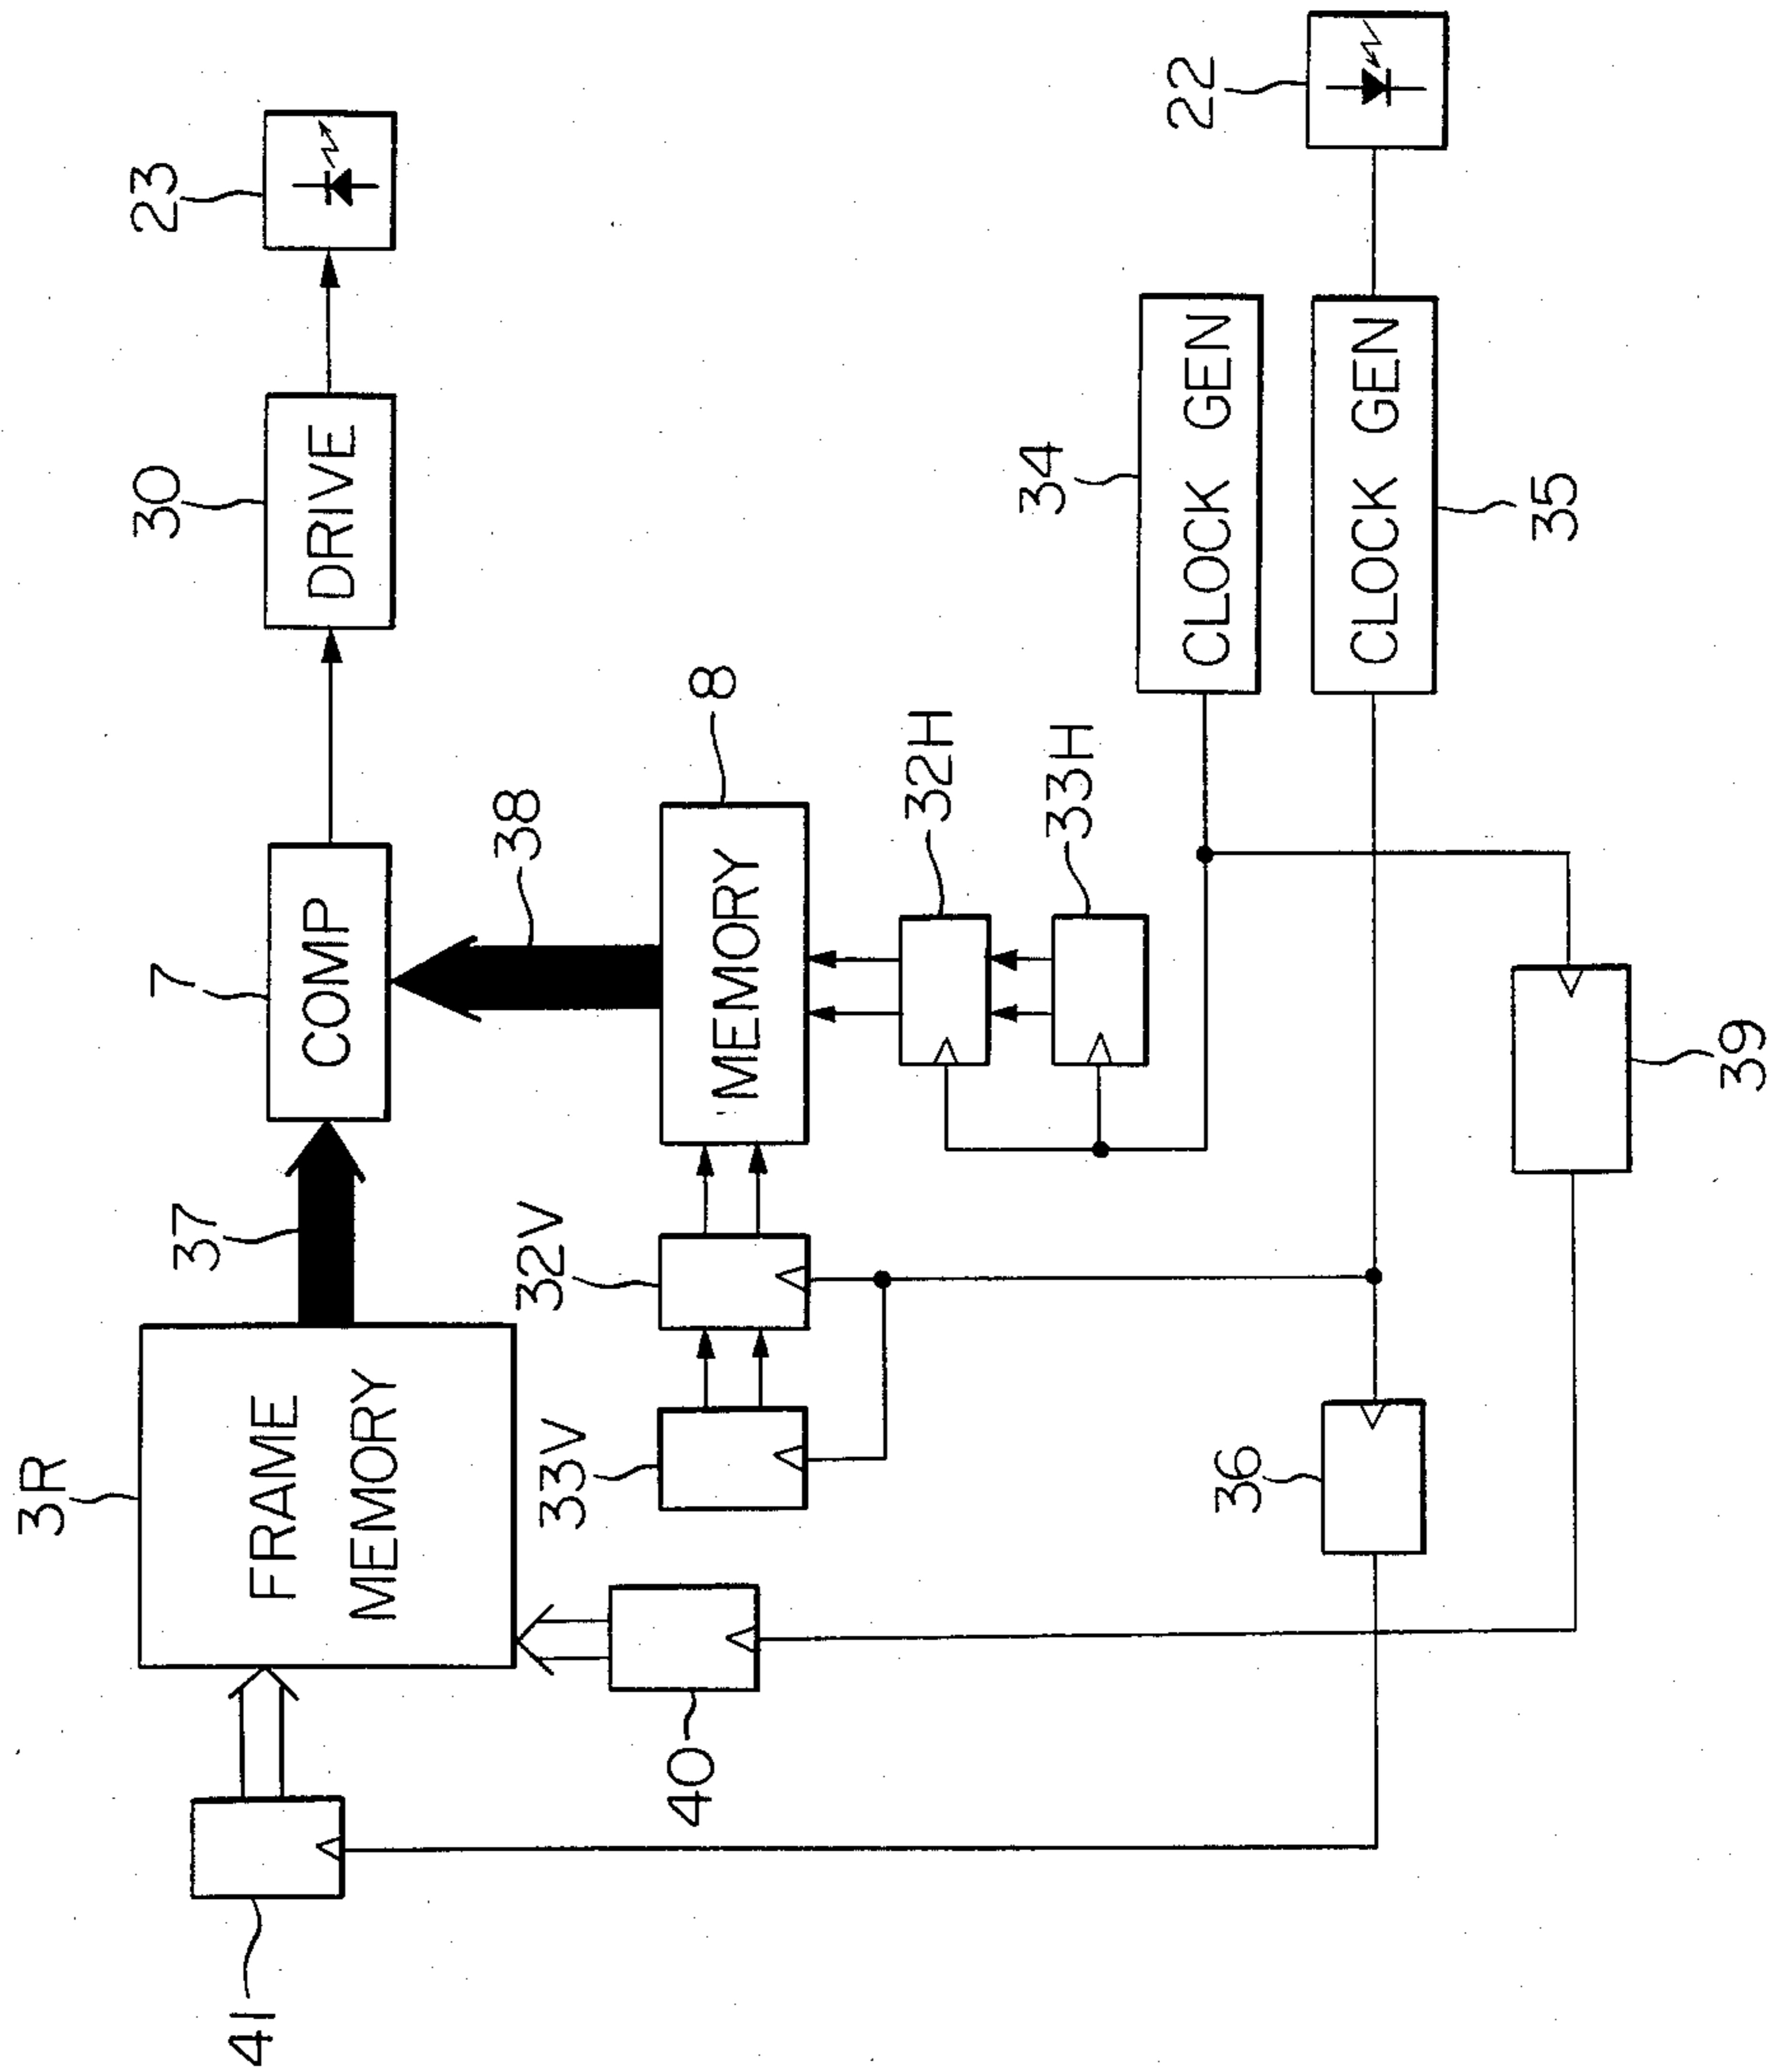 3R
FRAME
MEMORY
37
7
COMP
30
DRIVE
23
38
8
MEMORY
32V
33V
32H
33H
34
CLOCK GEN
22
CLOCK GEN
35
36
39
40
41